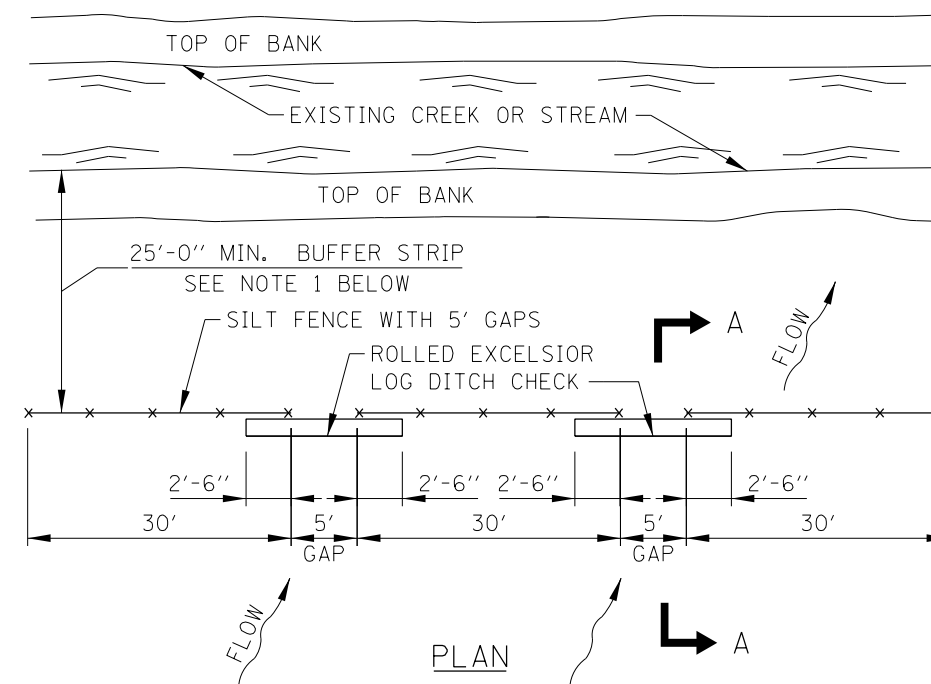 TOP OF BANK
EXISTING CREEK OR STREAM
TOP OF BANK
25'-0" MIN. BUFFER STRIP
SEE NOTE 1 BELOW
SILT FENCE WITH 5' GAPS
A
FLOW
ROLLED EXCELSIOR
LOG DITCH CHECK
2'-6" 2'-6" 2'-6" 2'-6"
30' 5' 30' 5' 30'
GAP GAP
FLOW
A
PLAN